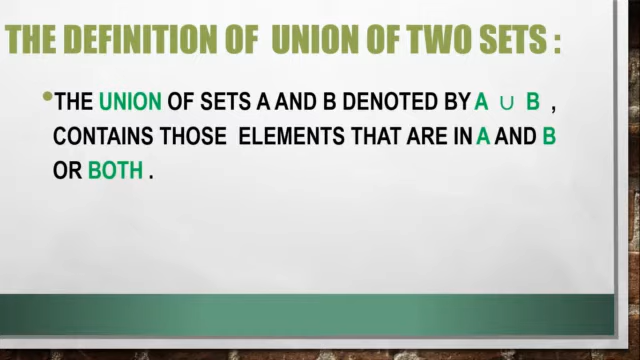 THE DEFINITION OF UNION OF TWO SETS :
•THE UNION OF SETS A AND B DENOTED BY A ∪ B ,
CONTAINS THOSE ELEMENTS THAT ARE IN A AND B
OR BOTH .